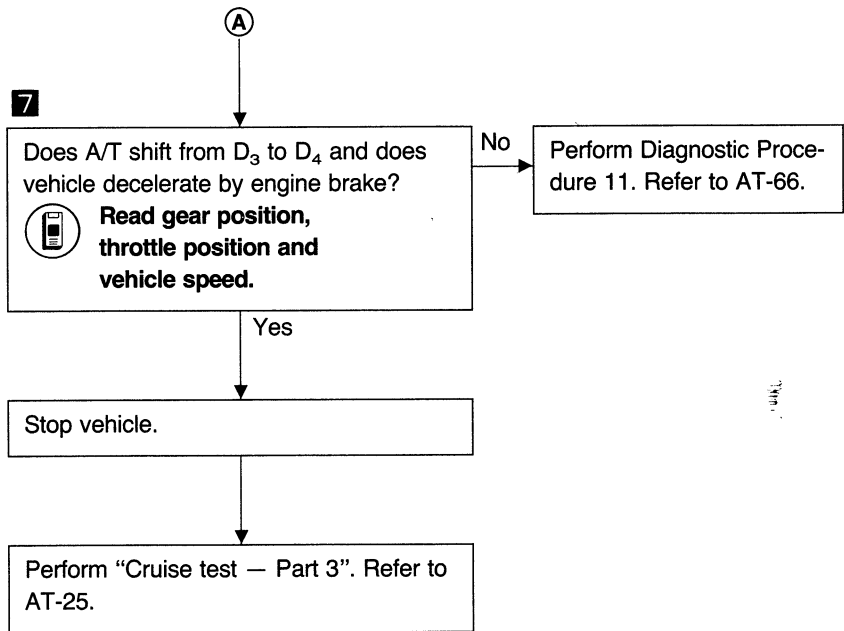 A
7
Does A/T shift from D₃ to D₄ and does
vehicle decelerate by engine brake?
Read gear position,
throttle position and
vehicle speed.
No
Perform Diagnostic Proce-
dure 11. Refer to AT-66.
Yes
Stop vehicle.
Perform “Cruise test — Part 3”. Refer to
AT-25.